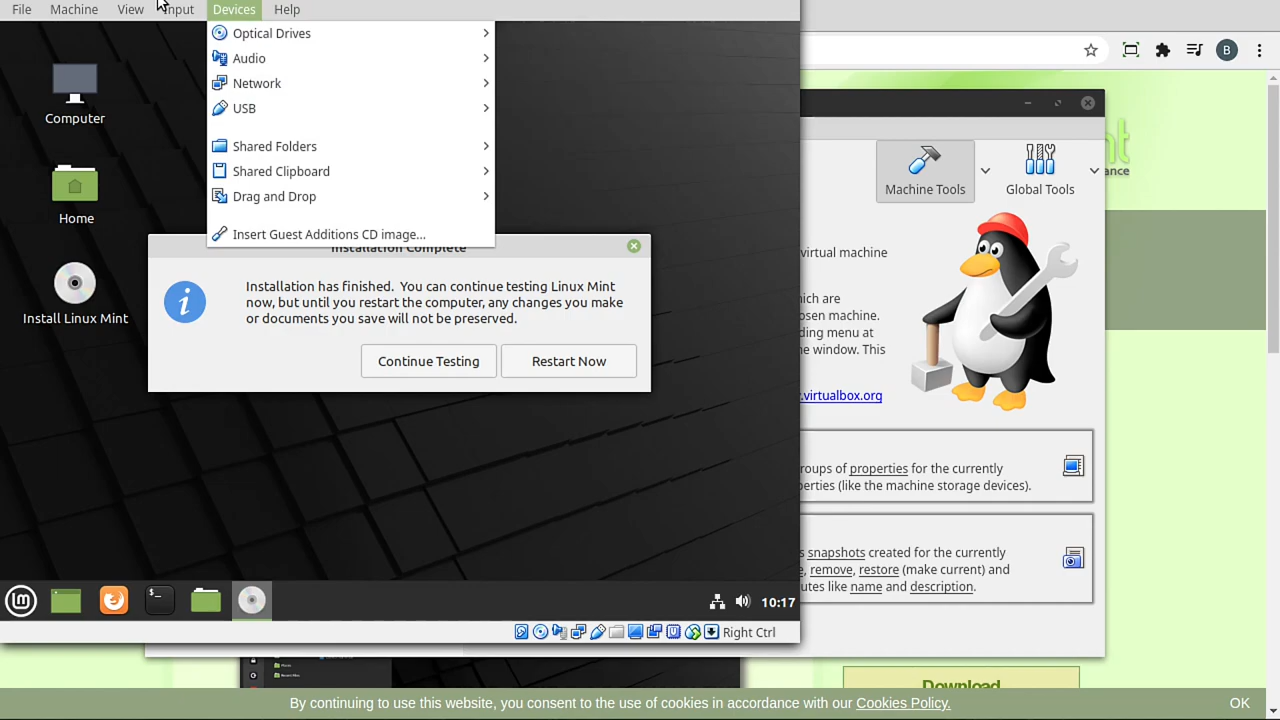 File Machine View Input Devices Help
Optical Drives
Audio
Network
USB
Shared Folders
Shared Clipboard
Drag and Drop
Insert Guest Additions CD image...
Computer
Home
Install Linux Mint
Installation Complete
Installation has finished. You can continue testing Linux Mint
now, but until you restart the computer, any changes you make
or documents you save will not be preserved.
Continue Testing Restart Now
10:17
Right Ctrl
B
Machine Tools Global Tools
virtual machine
hich are
osen machine.
ding menu at
e window. This
.virtualbox.org
roups of properties for the currently
perties (like the machine storage devices).
s snapshots created for the currently
e, remove, restore (make current) and
utes like name and description.
nt
ance
Download
By continuing to use this website, you consent to the use of cookies in accordance with our Cookies Policy. OK